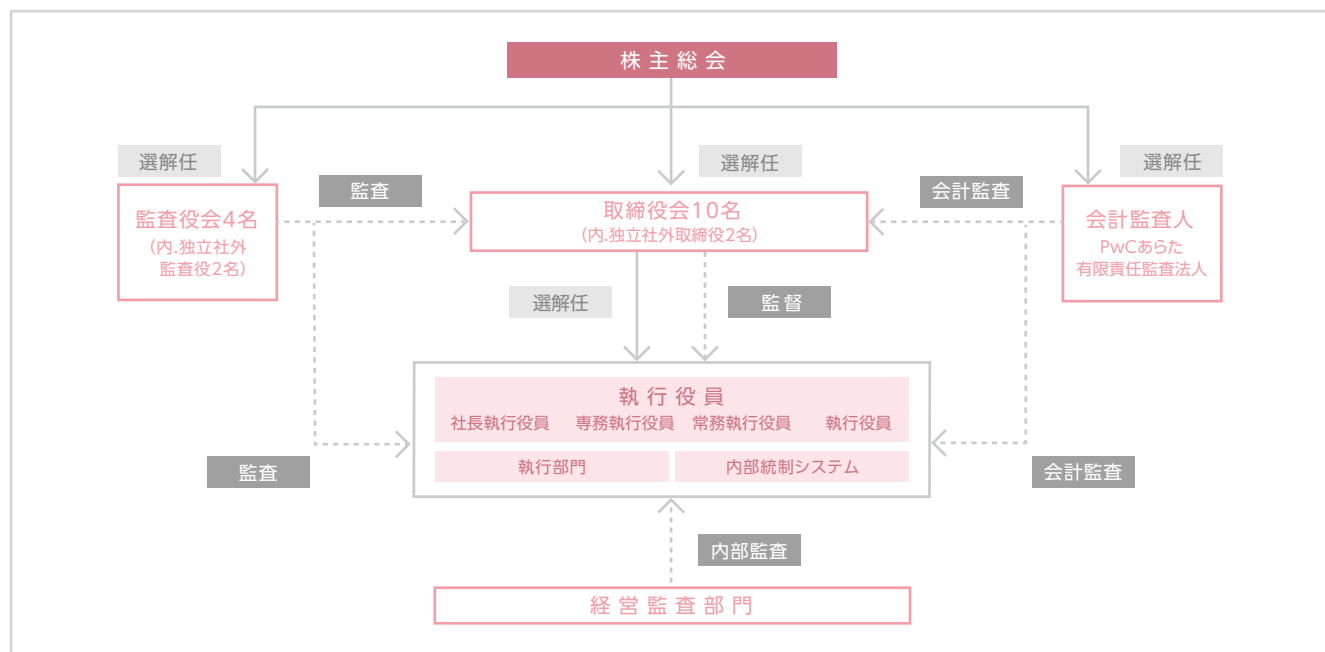 株主総会
選解任
選解任
選解任
監査
会計監査
監査役会4名
(内.独立社外
監査役2名)
取締役会10名
(内.独立社外取締役2名)
会計監査人
PwCあらた
有限責任監査法人
選解任
監督
執行役員
社長執行役員 専務執行役員 常務執行役員 執行役員
執行部門
内部統制システム
監査
会計監査
内部監査
経営監査部門